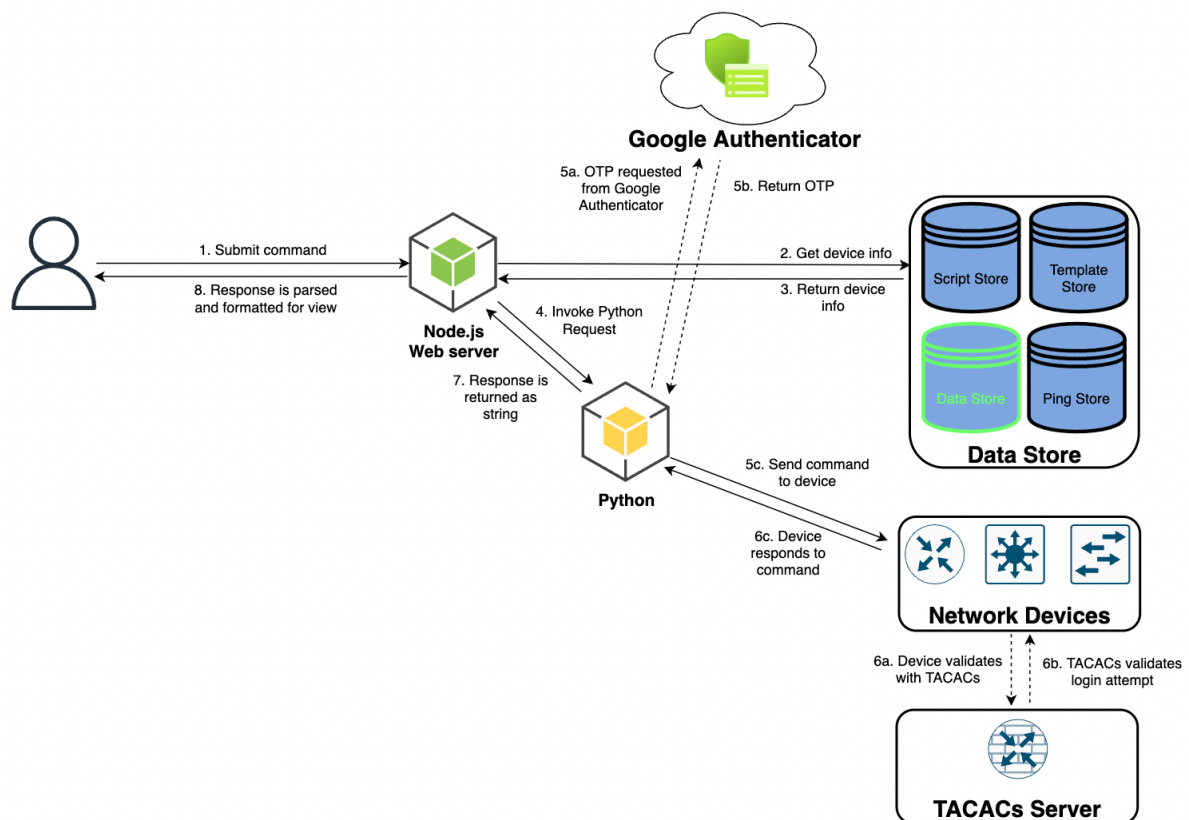 Google Authenticator
5a. OTP requested
from Google
Authenticator
5b. Return OTP
1. Submit command
8. Response is parsed
and formatted for view
Node.js
Web server
2. Get device info
3. Return device
info
Script Store
Template
Store
Data Store
Ping Store
Data Store
4. Invoke Python
Request
7. Response is
returned as
string
Python
5c. Send command
to device
6c. Device
responds to
command
Network Devices
6a. Device validates
with TACACs
6b. TACACs validates
login attempt
TACACs Server